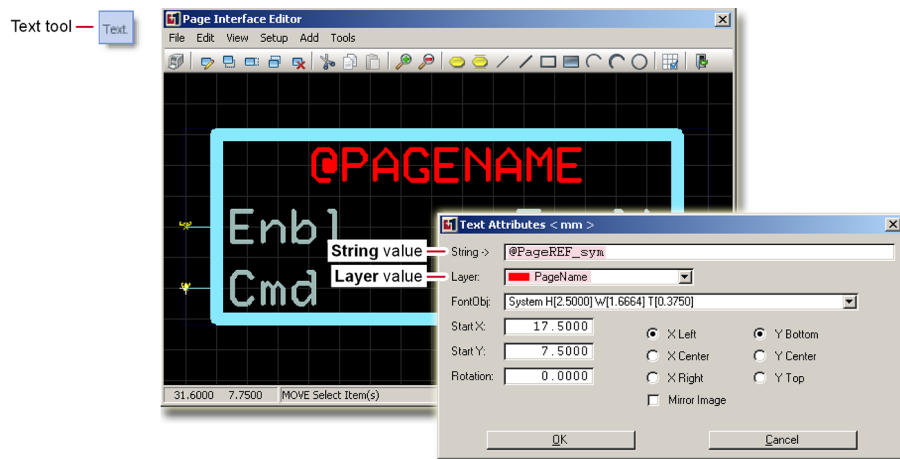 Text tool
Text
Page Interface Editor
File Edit View Setup Add Tools
@PAGENAME
Enbl
Cmd
31.6000 7.7500 MOVE Select Item(s)
String value
Layer value
Text Attributes < mm >
String -> @PageREF_sym
Layer: PageName
FontObj: System H[2.5000] W[1.6664] T[0.3750]
Start X: 17.5000 X Left Y Bottom
Start Y: 7.5000 X Center Y Center
Rotation: 0.0000 X Right Y Top
Mirror Image
OK Cancel